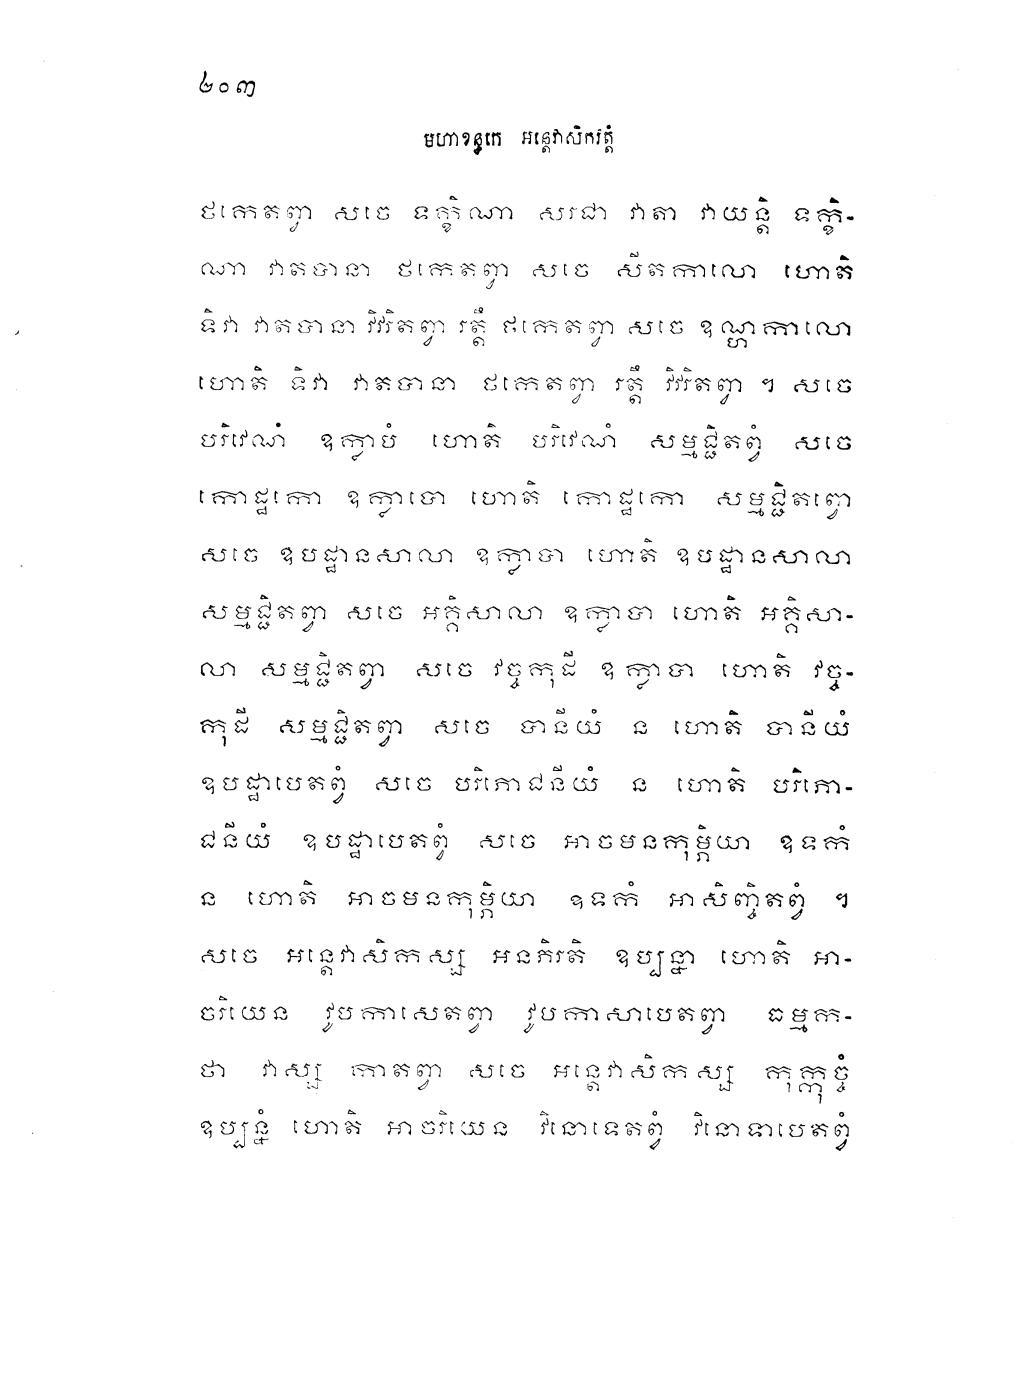 ២០៣
មហាខន្ធកេ អន្តេវាសិកវត្តំ
ថកេតព្វា សចេ ទក្ខិណា សរជា វាតា វាយន្តិ ទក្ខិ-
ណា វាតបានា ថកេតព្វា សចេ សីតកាលោ ហោតិ
ទិវា វាតបានា វិវរិតព្វា រត្តឹ ថកេតព្វា សចេ ឧណ្ហកាលោ
ហោតិ ទិវា វាតបានា ថកេតព្វា រត្តឹ វិវរិតព្វា ។ សចេ
បរិវេណំ ឧក្លាបំ ហោតិ បរិវេណំ សម្មជ្ជិតព្វំ សចេ
កោដ្ឋកោ ឧក្លាបោ ហោតិ កោដ្ឋកោ សម្មជ្ជិតព្វោ
សចេ ឧបដ្ឋានសាលា ឧក្លាបា ហោតិ ឧបដ្ឋានសាលា
សម្មជ្ជិតព្វា សចេ អគ្គិសាលា ឧក្លាបា ហោតិ អគ្គិសា-
លា សម្មជ្ជិតព្វា សចេ វច្ចកុដី ឧក្លាបា ហោតិ វច្ច-
កុដី សម្មជ្ជិតព្វា សចេ បានីយំ ន ហោតិ បានីយំ
ឧបដ្ឋាបេតព្វំ សចេ បរិភោជនីយំ ន ហោតិ បរិភោ-
ជនីយំ ឧបដ្ឋាបេតព្វំ សចេ អាចមនកុម្ភិយា ឧទកំ
ន ហោតិ អាចមនកុម្ភិយា ឧទកំ អាសិញ្ចិតព្វំ ។
សចេ អន្តេវាសិកស្ស អនភិរតិ ឧប្បន្នា ហោតិ អា-
ចរិយេន វូបកាសេតព្វា វូបកាសាបេតព្វា ធម្មក-
ថា វាស្ស កាតព្វា សចេ អន្តេវាសិកស្ស កុក្កុច្ចំ
ឧប្បន្នំ ហោតិ អាចរិយេន វិនោទេតព្វំ វិនោទាបេតព្វំ